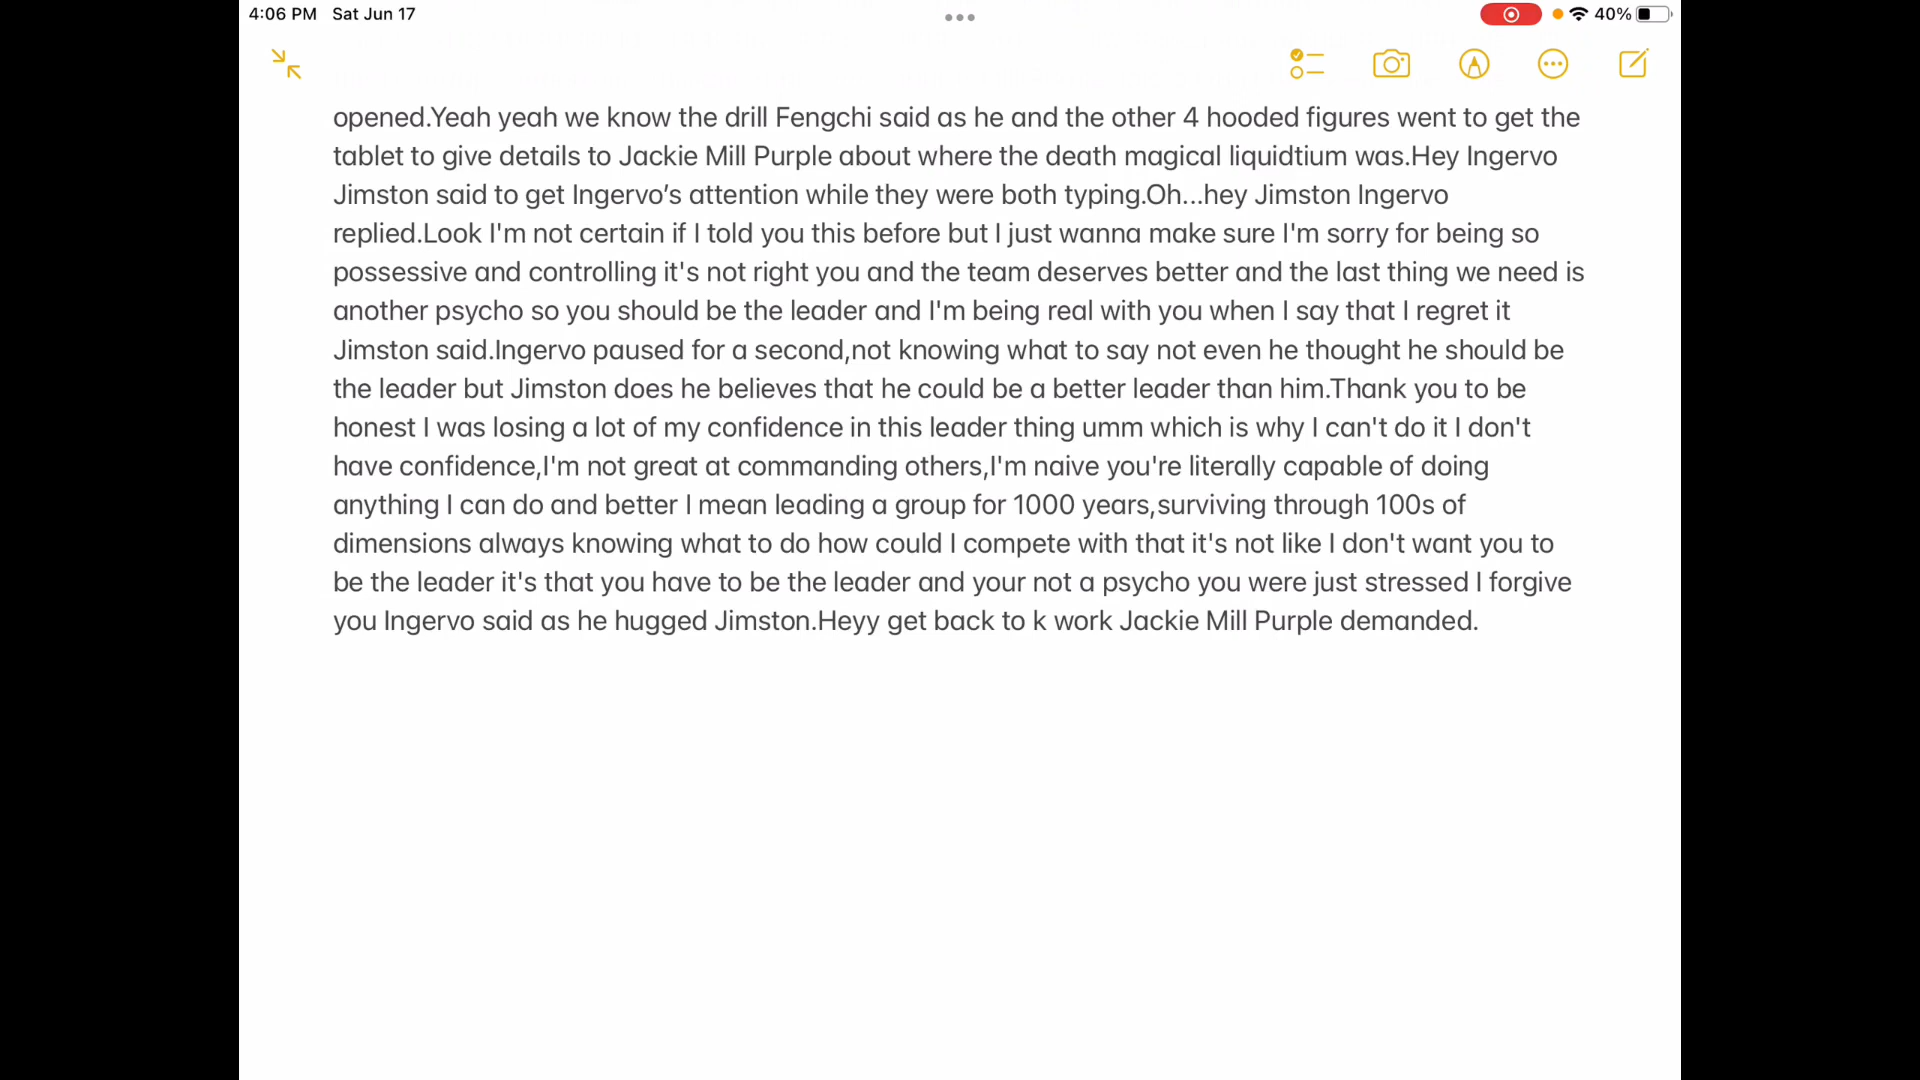 4:06 PM Sat Jun 17
40%
opened.Yeah yeah we know the drill Fengchi said as he and the other 4 hooded figures went to get the
tablet to give details to Jackie Mill Purple about where the death magical liquidtium was.Hey Ingervo
Jimston said to get Ingervo’s attention while they were both typing.Oh...hey Jimston Ingervo
replied.Look I'm not certain if I told you this before but I just wanna make sure I'm sorry for being so
possessive and controlling it's not right you and the team deserves better and the last thing we need is
another psycho so you should be the leader and I'm being real with you when I say that I regret it
Jimston said.Ingervo paused for a second,not knowing what to say not even he thought he should be
the leader but Jimston does he believes that he could be a better leader than him.Thank you to be
honest I was losing a lot of my confidence in this leader thing umm which is why I can't do it I don't
have confidence,I'm not great at commanding others,I'm naive you're literally capable of doing
anything I can do and better I mean leading a group for 1000 years,surviving through 100s of
dimensions always knowing what to do how could I compete with that it's not like I don't want you to
be the leader it's that you have to be the leader and your not a psycho you were just stressed I forgive
you Ingervo said as he hugged Jimston.Heyy get back to k work Jackie Mill Purple demanded.